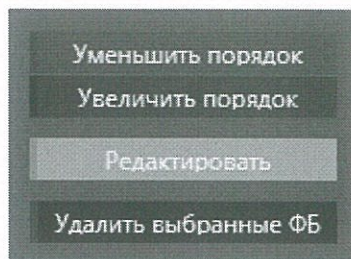 Уменьшить порядок
Увеличить порядок
Редактировать
Удалить выбранные ФБ